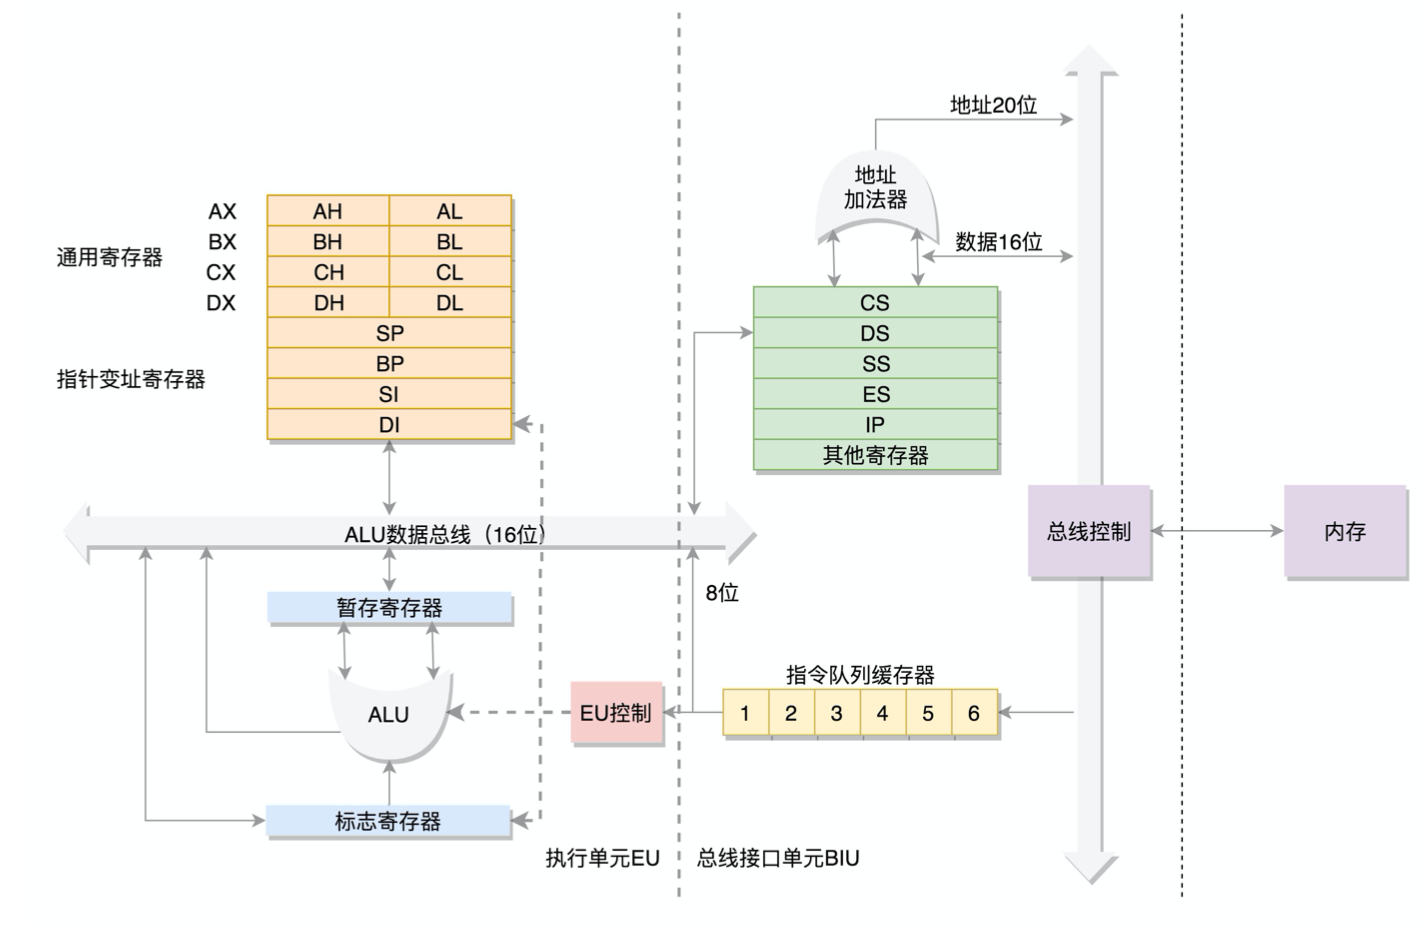 地址20位
地址
加法器
数据16位
AX AH AL
BX BH BL
通用寄存器
CX CH CL
DX DH DL
SP
BP
指针变址寄存器
SI
DI
CS
DS
SS
ES
IP
其他寄存器
ALU数据总线（16位）
总线控制
内存
8位
暂存寄存器
指令队列缓存器
ALU
EU控制
1 2 3 4 5 6
标志寄存器
执行单元EU
总线接口单元BIU